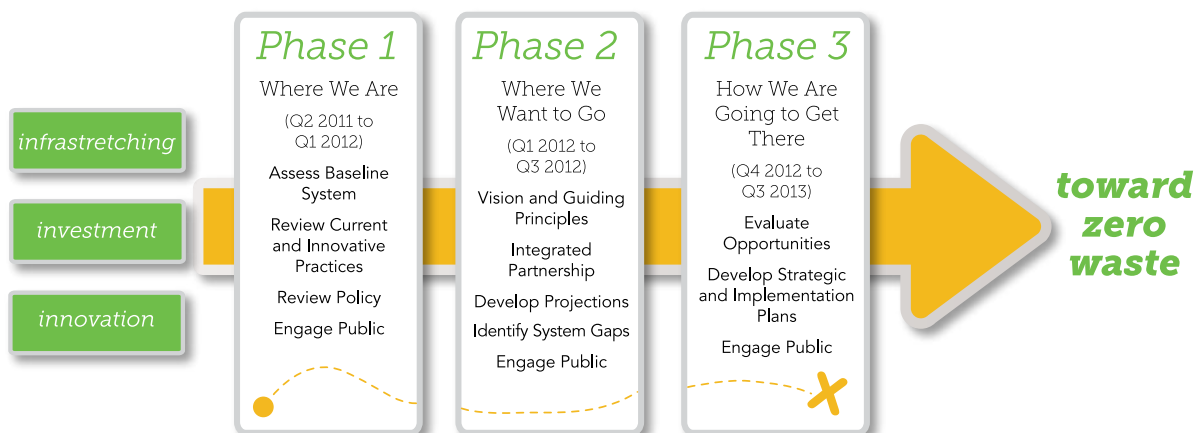 infrastretching
investment
innovation
Phase 1
Where We Are
(Q2 2011 to
Q1 2012)
Assess Baseline
System
Review Current
and Innovative
Practices
Review Policy
Engage Public
Phase 2
Where We
Want to Go
(Q1 2012 to
Q3 2012)
Vision and Guiding
Principles
Integrated
Partnership
Develop Projections
Identify System Gaps
Engage Public
Phase 3
How We Are
Going to Get
There
(Q4 2012 to
Q3 2013)
Evaluate
Opportunities
Develop Strategic
and Implementation
Plans
Engage Public
toward
zero
waste